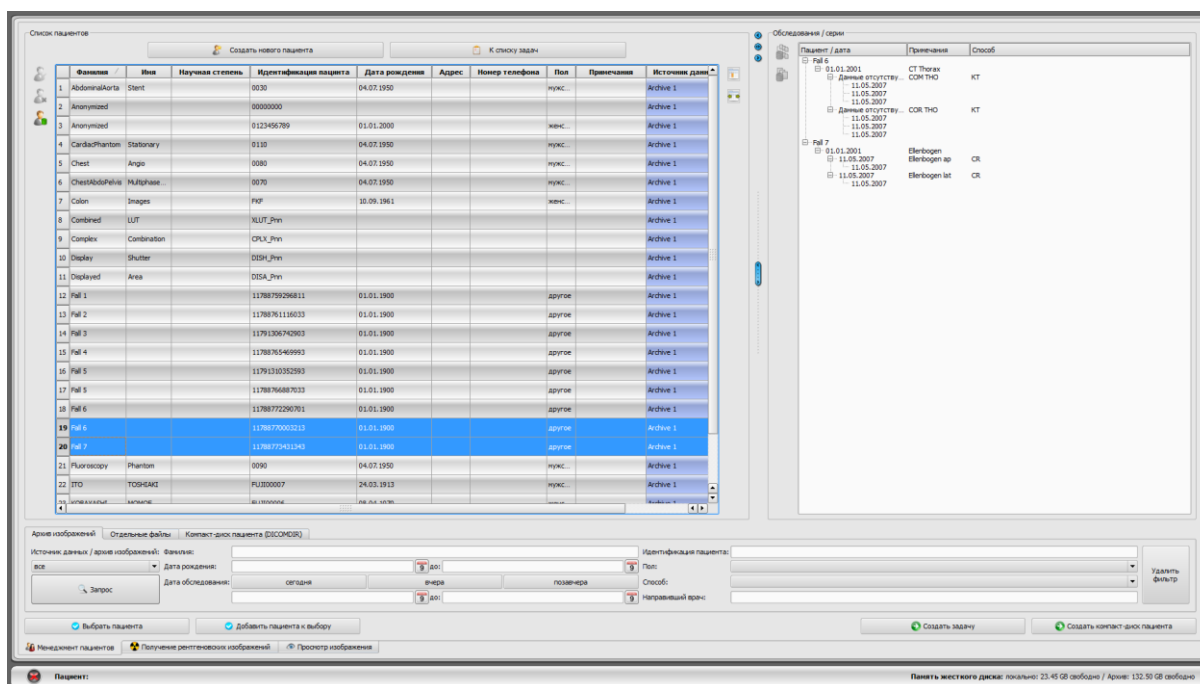 Список пациентов
Создать нового пациента
К списку задач
Фамилия Имя Научная степень Идентификация пацинта Дата рождения Адрес Номер телефона Пол Примечания Источник данн
1 AbdominalAorta Stent 0030 04.07.1950 мужс... Archive 1
2 Anonymized 00000000 Archive 1
3 Anonymized 0123456789 01.01.2000 женс... Archive 1
4 CardiacPhantom Stationary 0110 04.07.1950 мужс... Archive 1
5 Chest Angio 0080 04.07.1950 мужс... Archive 1
6 ChestAbdoPelvis Multiphase... 0070 04.07.1950 мужс... Archive 1
7 Colon Images FKF 10.09.1961 женс... Archive 1
8 Combined LUT XLUT_Pnn Archive 1
9 Complex Combination CPLX_Pnn Archive 1
10 Display Shutter DISH_Pnn Archive 1
11 Displayed Area DISA_Pnn Archive 1
12 Fall 1 11788759296811 01.01.1900 другое Archive 1
13 Fall 2 11788761116033 01.01.1900 другое Archive 1
14 Fall 3 11791306742903 01.01.1900 другое Archive 1
15 Fall 4 11788765469993 01.01.1900 другое Archive 1
16 Fall 5 11791310352593 01.01.1900 другое Archive 1
17 Fall 5 11788766887033 01.01.1900 другое Archive 1
18 Fall 6 11788772290701 01.01.1900 другое Archive 1
19 Fall 6 11788770003213 01.01.1900 другое Archive 1
20 Fall 7 11788773431343 01.01.1900 другое Archive 1
21 Fluoroscopy Phantom 0090 04.07.1950 мужс... Archive 1
22 ITO TOSHIAKI FUJI00007 24.03.1913 мужс... Archive 1
Обследования / серии
Пациент / дата Примечания Способ
Fall 6
01.01.2001 CT Thorax
Данные отсутству... COM THO КТ
11.05.2007
11.05.2007
11.05.2007
Данные отсутству... COR THO КТ
11.05.2007
11.05.2007
11.05.2007
Fall 7
01.01.2001 Ellenbogen
11.05.2007 Ellenbogen ap CR
11.05.2007
11.05.2007 Ellenbogen lat CR
11.05.2007
Архив изображений Отдельные файлы Компакт-диск пациента (DICOMDIR)
Источник данных / архив изображений: Фамилия: Идентификация пациента:
все Дата рождения: 9 до: 9 Пол:
Запрос Дата обследования: сегодня вчера позавчера Способ:
9 до: 9 Направивший врач:
Удалить фильтр
Выбрать пациента Добавить пациента к выбору Создать задачу Создать компакт-диск пациента
Менеджмент пациентов Получение рентгеновских изображений Просмотр изображения
Пациент: Память жесткого диска: локально: 23.45 GB свободно / Архив: 132.50 GB свободно